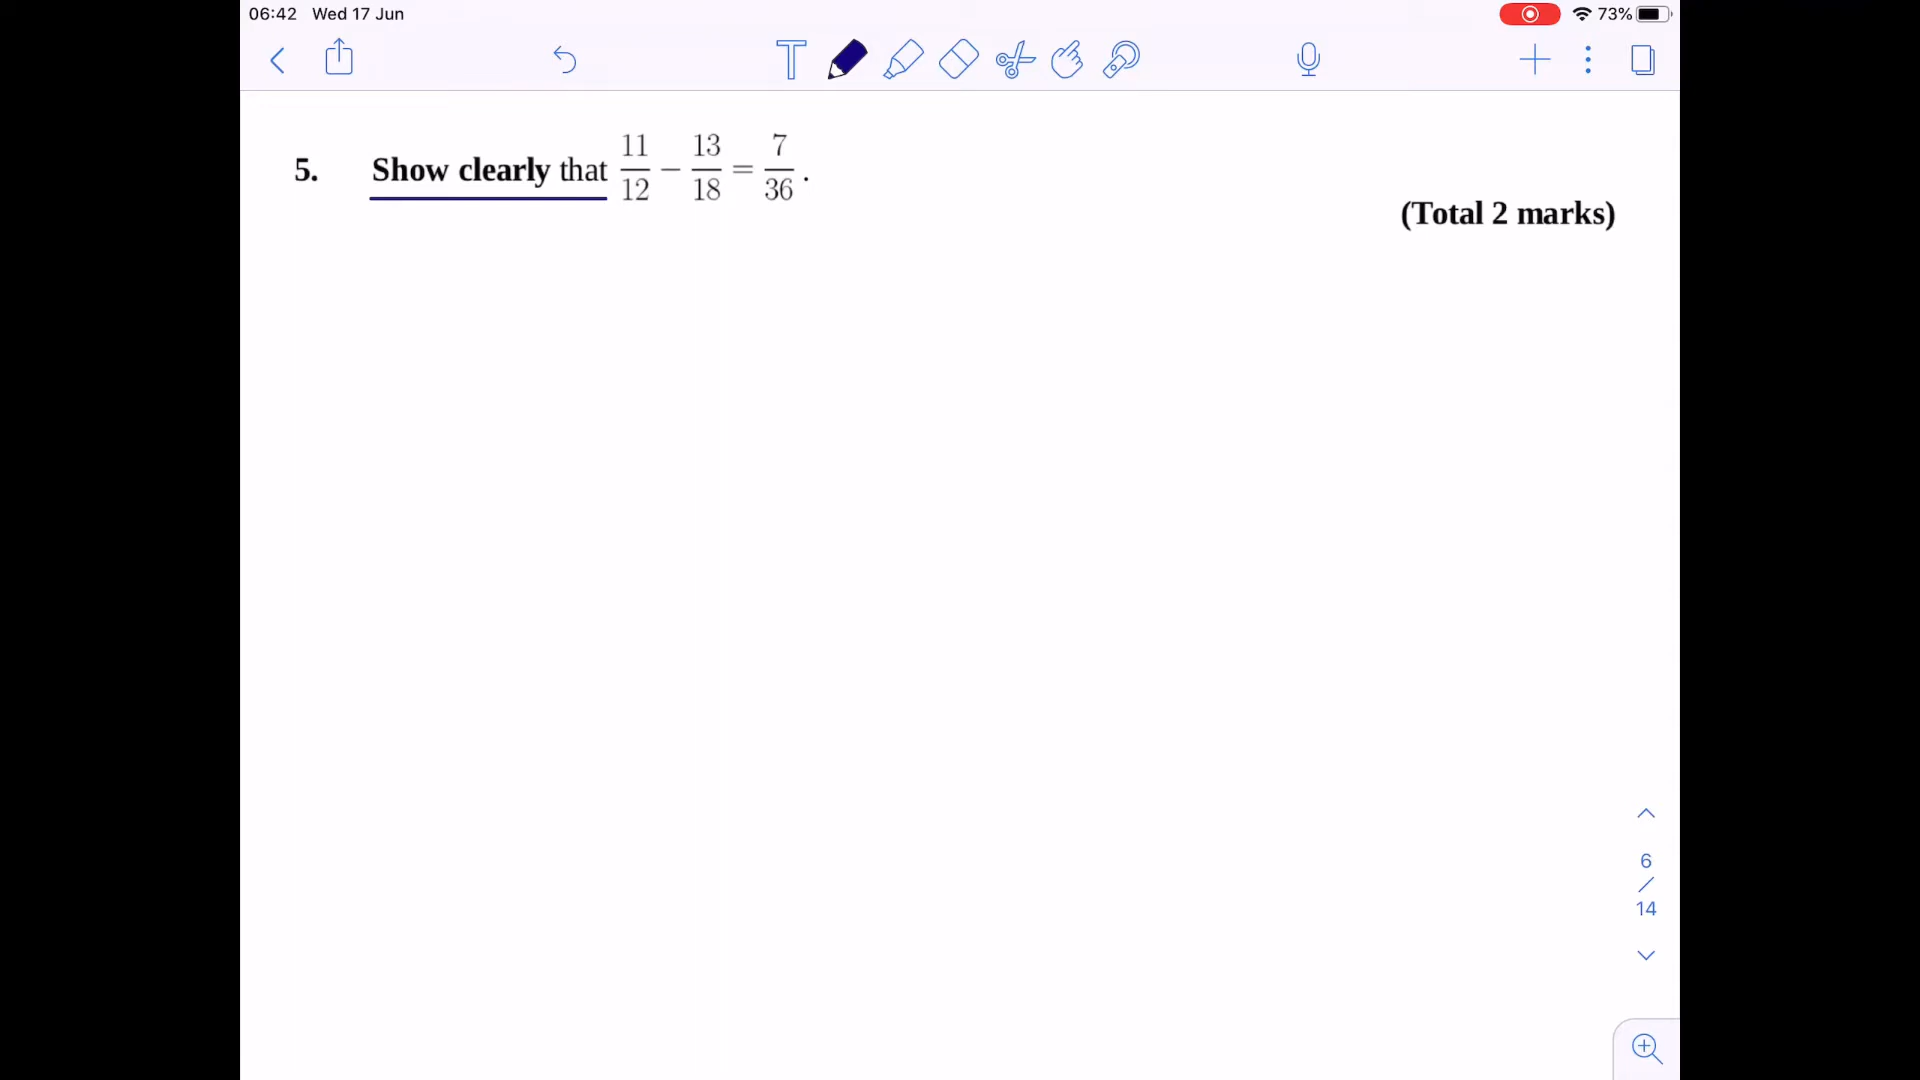 06:42 Wed 17 Jun 73%
T
5. Show clearly that 11/12 − 13/18 = 7/36 .
(Total 2 marks)
6
/
14